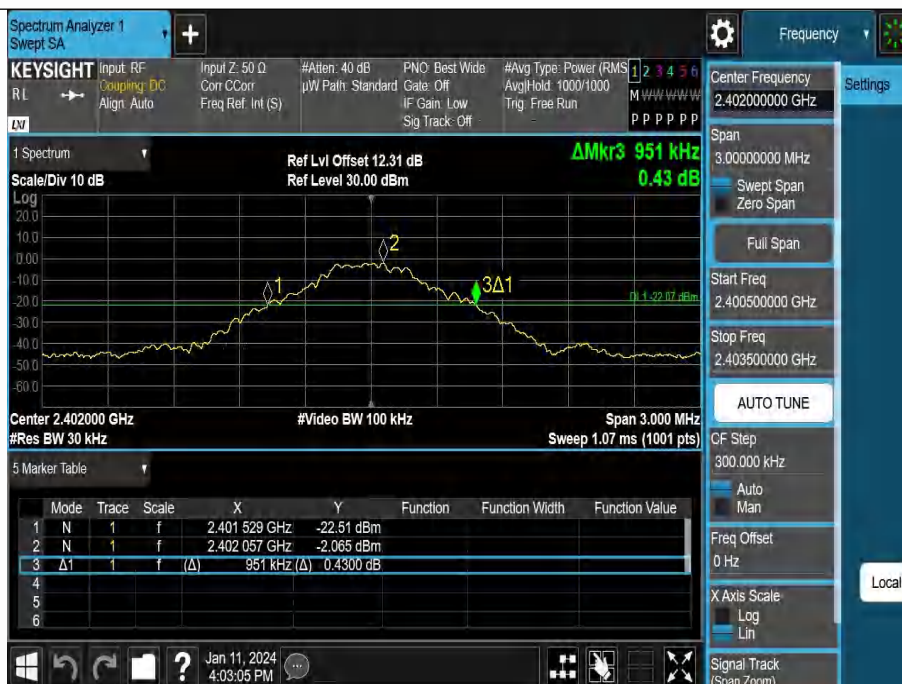 Spectrum Analyzer 1
Swept SA
+
Frequency
KEYSIGHT
RL
LXI
Input: RF
Coupling: DC
Align: Auto
Input Z: 50 Ω
Corr CCorr
Freq Ref: Int (S)
#Atten: 40 dB
µW Path: Standard
PNO: Best Wide
Gate: Off
IF Gain: Low
Sig Track: Off
#Avg Type: Power (RMS
Avg|Hold: 1000/1000
Trig: Free Run
1 2 3 4 5 6
M W W W W W
P P P P P P
Center Frequency
2.402000000 GHz
Settings
Span
3.00000000 MHz
Swept Span
Zero Span
Full Span
Start Freq
2.400500000 GHz
Stop Freq
2.403500000 GHz
AUTO TUNE
CF Step
300.000 kHz
Auto
Man
Freq Offset
0 Hz
X Axis Scale
Log
Lin
Signal Track
(Span Zoom)
Local
1 Spectrum
Scale/Div 10 dB
Log
Ref Lvl Offset 12.31 dB
Ref Level 30.00 dBm
ΔMkr3 951 kHz
0.43 dB
20.0
10.0
0.00
-10.0
-20.0
-30.0
-40.0
-50.0
-60.0
1
2
3Δ1
DL1 -22.07 dBm
Center 2.402000 GHz
#Video BW 100 kHz
Span 3.000 MHz
#Res BW 30 kHz
Sweep 1.07 ms (1001 pts)
5 Marker Table
Mode Trace Scale X Y Function Function Width Function Value
1 N 1 f 2.401 529 GHz -22.51 dBm
2 N 1 f 2.402 057 GHz -2.065 dBm
3 Δ1 1 f (Δ) 951 kHz (Δ) 0.4300 dB
4
5
6
?
Jan 11, 2024
4:03:05 PM